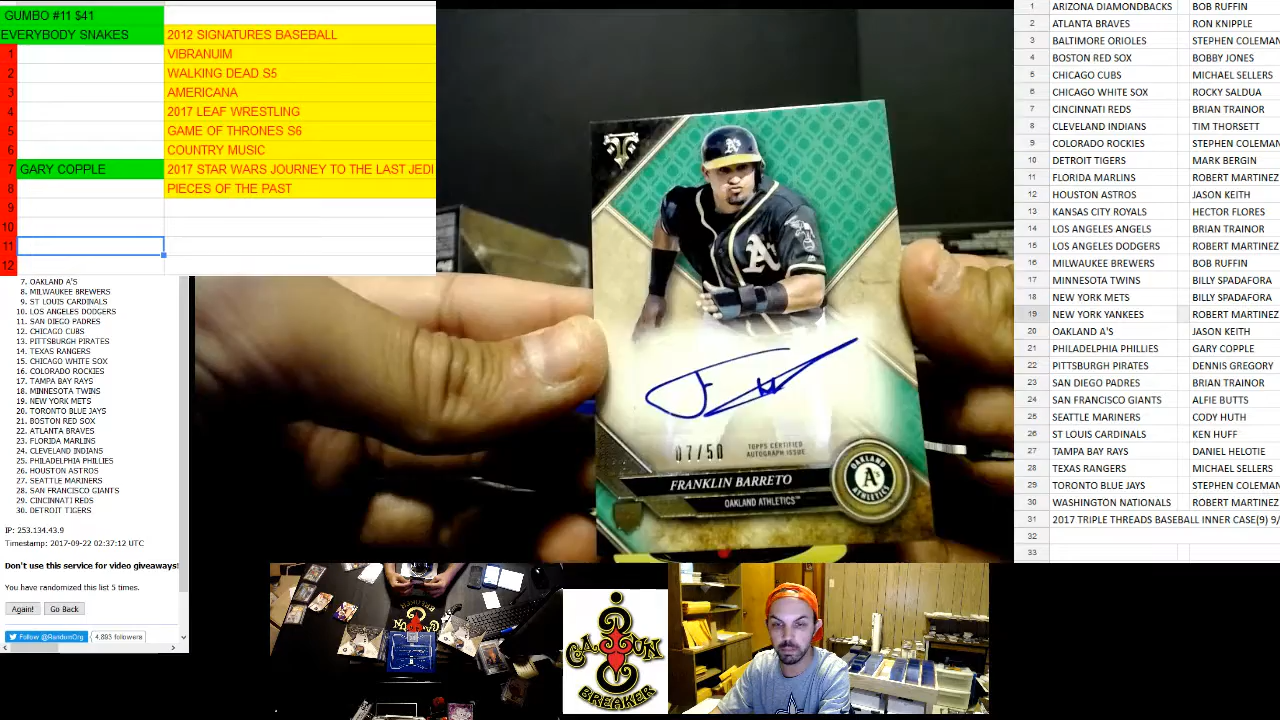 GUMBO #11 $41
EVERYBODY SNAKES
2012 SIGNATURES BASEBALL
1 VIBRANUIM
2 WALKING DEAD S5
3 AMERICANA
4 2017 LEAF WRESTLING
5 GAME OF THRONES S6
6 COUNTRY MUSIC
7 GARY COPPLE 2017 STAR WARS JOURNEY TO THE LAST JEDI
8 PIECES OF THE PAST
9
10
11
12
7. OAKLAND A'S
8. MILWAUKEE BREWERS
9. ST LOUIS CARDINALS
10. LOS ANGELES DODGERS
11. SAN DIEGO PADRES
12. CHICAGO CUBS
13. PITTSBURGH PIRATES
14. TEXAS RANGERS
15. CHICAGO WHITE SOX
16. COLORADO ROCKIES
17. TAMPA BAY RAYS
18. MINNESOTA TWINS
19. NEW YORK METS
20. TORONTO BLUE JAYS
21. BOSTON RED SOX
22. ATLANTA BRAVES
23. FLORIDA MARLINS
24. CLEVELAND INDIANS
25. PHILADELPHIA PHILLIES
26. HOUSTON ASTROS
27. SEATTLE MARINERS
28. SAN FRANCISCO GIANTS
29. CINCINNATI REDS
30. DETROIT TIGERS
IP: 253.134.43.9
Timestamp: 2017-09-22 02:37:12 UTC
Don't use this service for video giveaways!
You have randomized this list 5 times.
Again! Go Back
Follow @RandomOrg 4,893 followers
A's
07/50
TOPPS CERTIFIED
AUTOGRAPH ISSUE
FRANKLIN BARRETO
OAKLAND ATHLETICS™
OAKLAND A's ATHLETICS
CAJUN
BREAKER
1 ARIZONA DIAMONDBACKS BOB RUFFIN
2 ATLANTA BRAVES RON KNIPPLE
3 BALTIMORE ORIOLES STEPHEN COLEMAN
4 BOSTON RED SOX BOBBY JONES
5 CHICAGO CUBS MICHAEL SELLERS
6 CHICAGO WHITE SOX ROCKY SALDUA
7 CINCINNATI REDS BRIAN TRAINOR
8 CLEVELAND INDIANS TIM THORSETT
9 COLORADO ROCKIES STEPHEN COLEMAN
10 DETROIT TIGERS MARK BERGIN
11 FLORIDA MARLINS ROBERT MARTINEZ
12 HOUSTON ASTROS JASON KEITH
13 KANSAS CITY ROYALS HECTOR FLORES
14 LOS ANGELES ANGELS BRIAN TRAINOR
15 LOS ANGELES DODGERS ROBERT MARTINEZ
16 MILWAUKEE BREWERS BOB RUFFIN
17 MINNESOTA TWINS BILLY SPADAFORA
18 NEW YORK METS BILLY SPADAFORA
19 NEW YORK YANKEES ROBERT MARTINEZ
20 OAKLAND A'S JASON KEITH
21 PHILADELPHIA PHILLIES GARY COPPLE
22 PITTSBURGH PIRATES DENNIS GREGORY
23 SAN DIEGO PADRES BRIAN TRAINOR
24 SAN FRANCISCO GIANTS ALFIE BUTTS
25 SEATTLE MARINERS CODY HUTH
26 ST LOUIS CARDINALS KEN HUFF
27 TAMPA BAY RAYS DANIEL HELOTIE
28 TEXAS RANGERS MICHAEL SELLERS
29 TORONTO BLUE JAYS STEPHEN COLEMAN
30 WASHINGTON NATIONALS ROBERT MARTINEZ
31 2017 TRIPLE THREADS BASEBALL INNER CASE(9) 9/
32
33